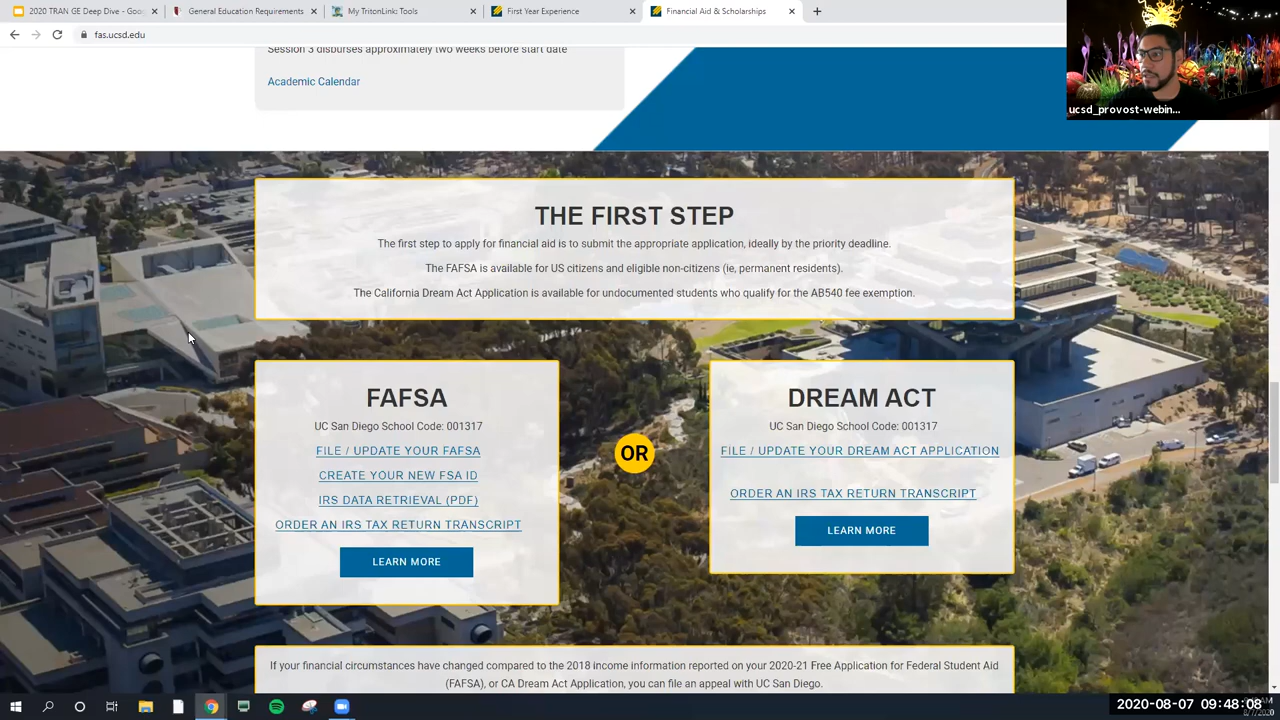 2020 TRAN GE Deep Dive - Goo
General Education Requirements
My TritonLink: Tools
First Year Experience
Financial Aid & Scholarships
fas.ucsd.edu
ucsd_provost-webin...
Session 3 disburses approximately two weeks before start date
Academic Calendar
THE FIRST STEP
The first step to apply for financial aid is to submit the appropriate application, ideally by the priority deadline.
The FAFSA is available for US citizens and eligible non-citizens (ie, permanent residents).
The California Dream Act Application is available for undocumented students who qualify for the AB540 fee exemption.
FAFSA
UC San Diego School Code: 001317
FILE / UPDATE YOUR FAFSA
CREATE YOUR NEW FSA ID
IRS DATA RETRIEVAL (PDF)
ORDER AN IRS TAX RETURN TRANSCRIPT
LEARN MORE
OR
DREAM ACT
UC San Diego School Code: 001317
FILE / UPDATE YOUR DREAM ACT APPLICATION
ORDER AN IRS TAX RETURN TRANSCRIPT
LEARN MORE
If your financial circumstances have changed compared to the 2018 income information reported on your 2020-21 Free Application for Federal Student Aid
(FAFSA), or CA Dream Act Application, you can file an appeal with UC San Diego.
2020-08-07 09:48:08
8/7/2020